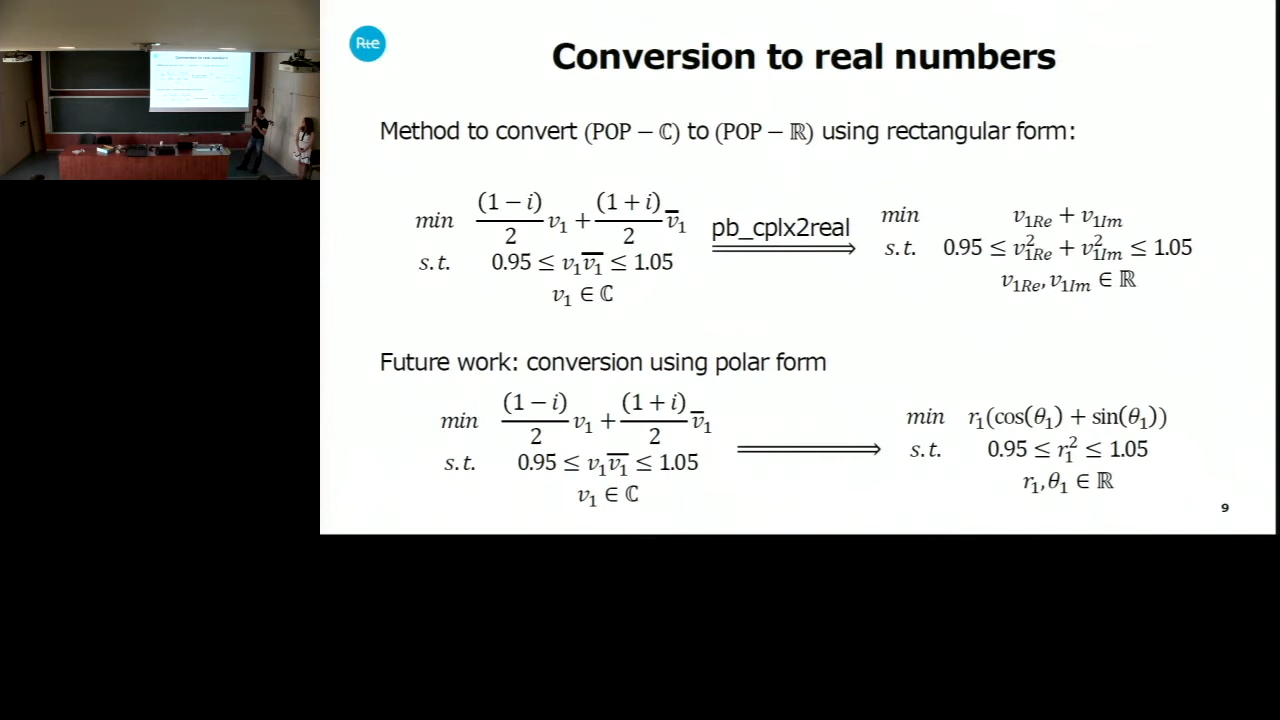 Rte
Conversion to real numbers
Method to convert (POP − ℂ) to (POP − ℝ) using rectangular form:
min (1 − i)/2 v₁ + (1 + i)/2 v̅₁
s.t. 0.95 ≤ v₁v̅₁ ≤ 1.05
v₁ ∈ ℂ
pb_cplx2real
min v₁Re + v₁Im
s.t. 0.95 ≤ v²₁Re + v²₁Im ≤ 1.05
v₁Re, v₁Im ∈ ℝ
Future work: conversion using polar form
min (1 − i)/2 v₁ + (1 + i)/2 v̅₁
s.t. 0.95 ≤ v₁v̅₁ ≤ 1.05
v₁ ∈ ℂ
min r₁(cos(θ₁) + sin(θ₁))
s.t. 0.95 ≤ r₁² ≤ 1.05
r₁, θ₁ ∈ ℝ
9